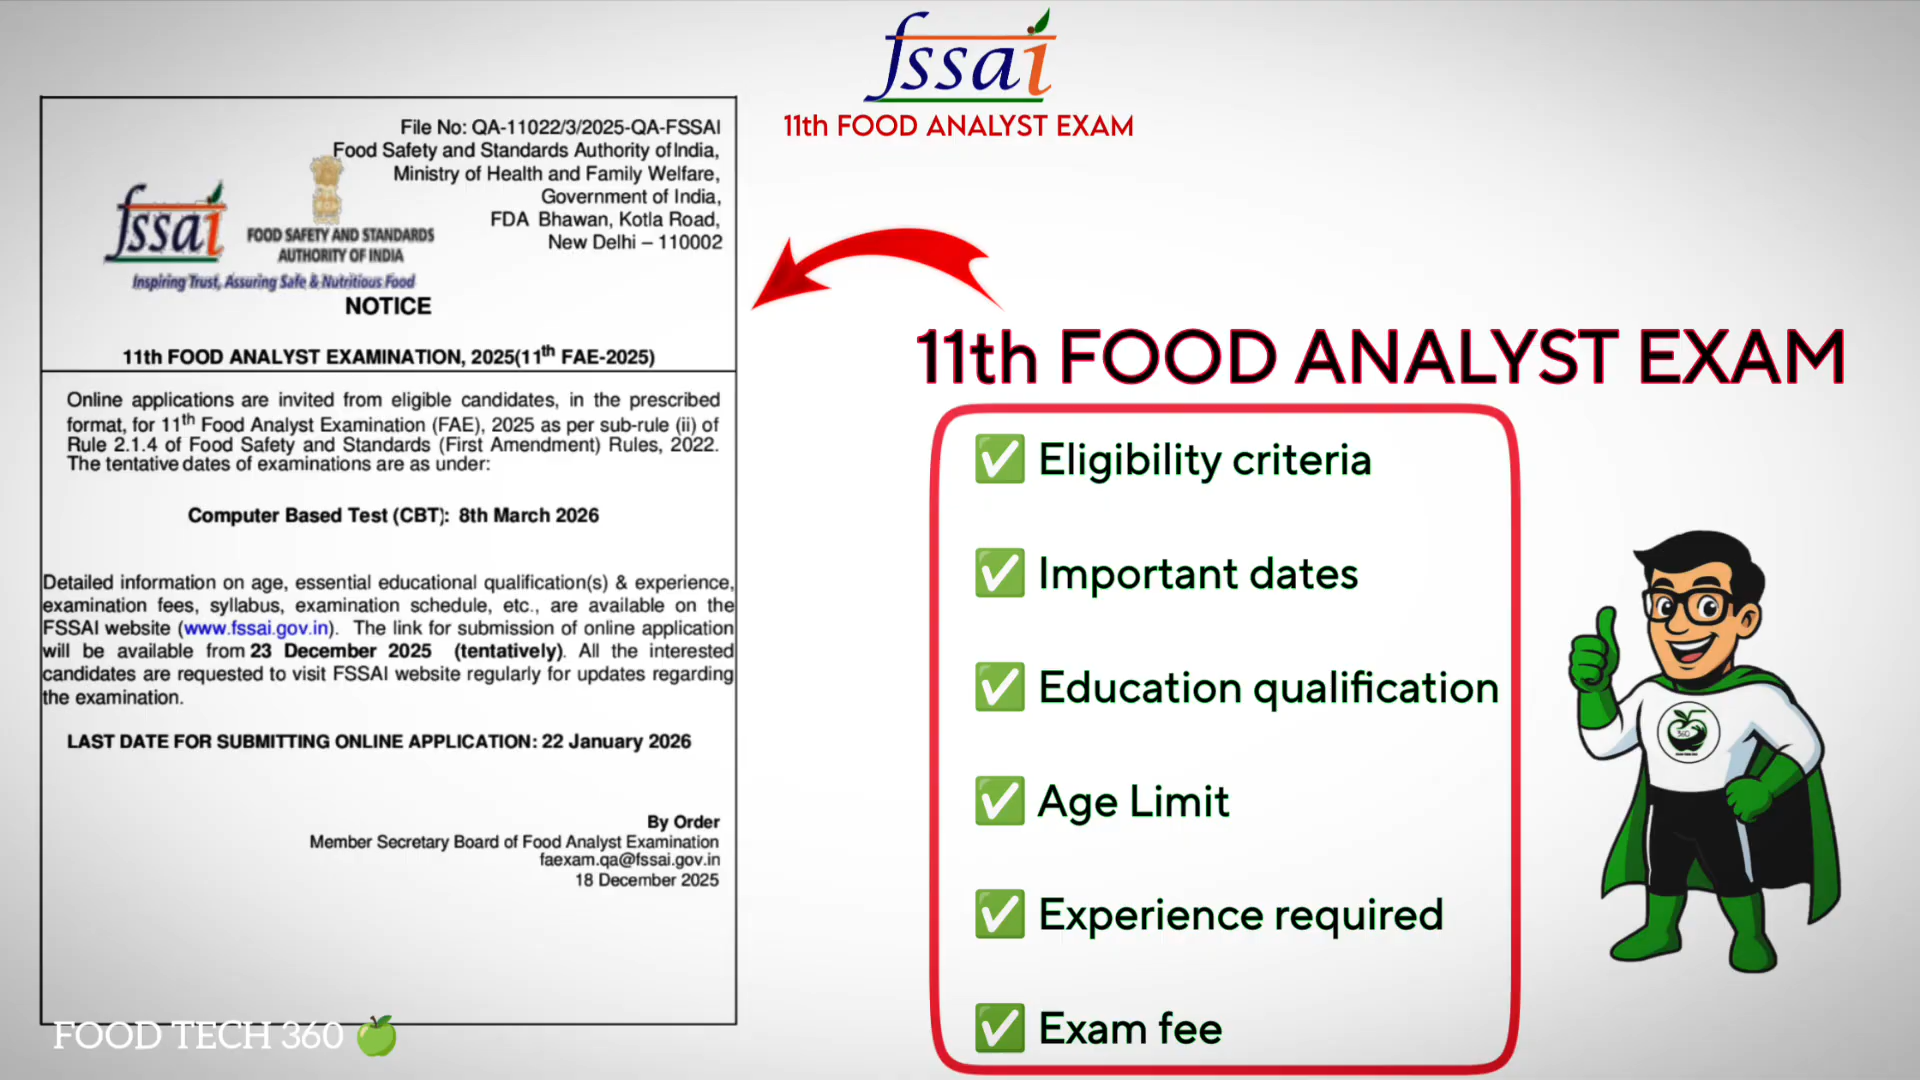 fssai
11th FOOD ANALYST EXAM
File No: QA-11022/3/2025-QA-FSSAI
Food Safety and Standards Authority of India,
Ministry of Health and Family Welfare,
Government of India,
FDA Bhawan, Kotla Road,
New Delhi – 110002
fssai
FOOD SAFETY AND STANDARDS
AUTHORITY OF INDIA
Inspiring Trust, Assuring Safe & Nutritious Food
NOTICE
11th FOOD ANALYST EXAMINATION, 2025(11th FAE-2025)
Online applications are invited from eligible candidates, in the prescribed
format, for 11th Food Analyst Examination (FAE), 2025 as per sub-rule (ii) of
Rule 2.1.4 of Food Safety and Standards (First Amendment) Rules, 2022.
The tentative dates of examinations are as under:
Computer Based Test (CBT): 8th March 2026
Detailed information on age, essential educational qualification(s) & experience,
examination fees, syllabus, examination schedule, etc., are available on the
FSSAI website (www.fssai.gov.in). The link for submission of online application
will be available from 23 December 2025 (tentatively). All the interested
candidates are requested to visit FSSAI website regularly for updates regarding
the examination.
LAST DATE FOR SUBMITTING ONLINE APPLICATION: 22 January 2026
By Order
Member Secretary Board of Food Analyst Examination
faexam.qa@fssai.gov.in
18 December 2025
FOOD TECH 360
11th FOOD ANALYST EXAM
Eligibility criteria
Important dates
Education qualification
Age Limit
Experience required
Exam fee
360